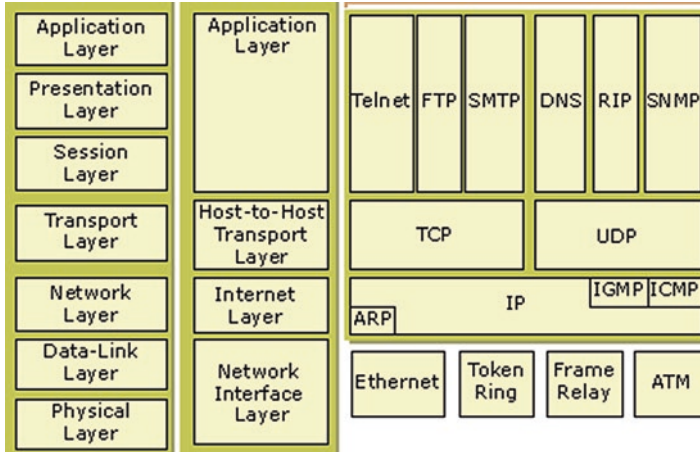 Application
Layer
Presentation
Layer
Session
Layer
Transport
Layer
Network
Layer
Data-Link
Layer
Physical
Layer
Application
Layer
Host-to-Host
Transport
Layer
Internet
Layer
Network
Interface
Layer
Telnet FTP SMTP DNS RIP SNMP
TCP UDP
IP IGMP ICMP
ARP
Ethernet
Token
Ring
Frame
Relay
ATM